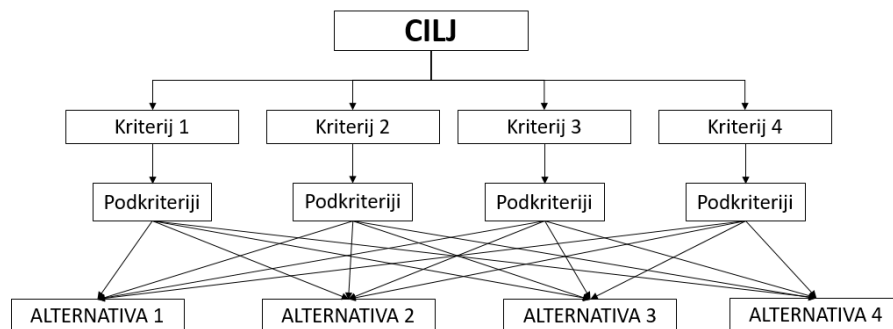 CILJ
Kriterij 1
Kriterij 2
Kriterij 3
Kriterij 4
Podkriteriji
Podkriteriji
Podkriteriji
Podkriteriji
ALTERNATIVA 1
ALTERNATIVA 2
ALTERNATIVA 3
ALTERNATIVA 4